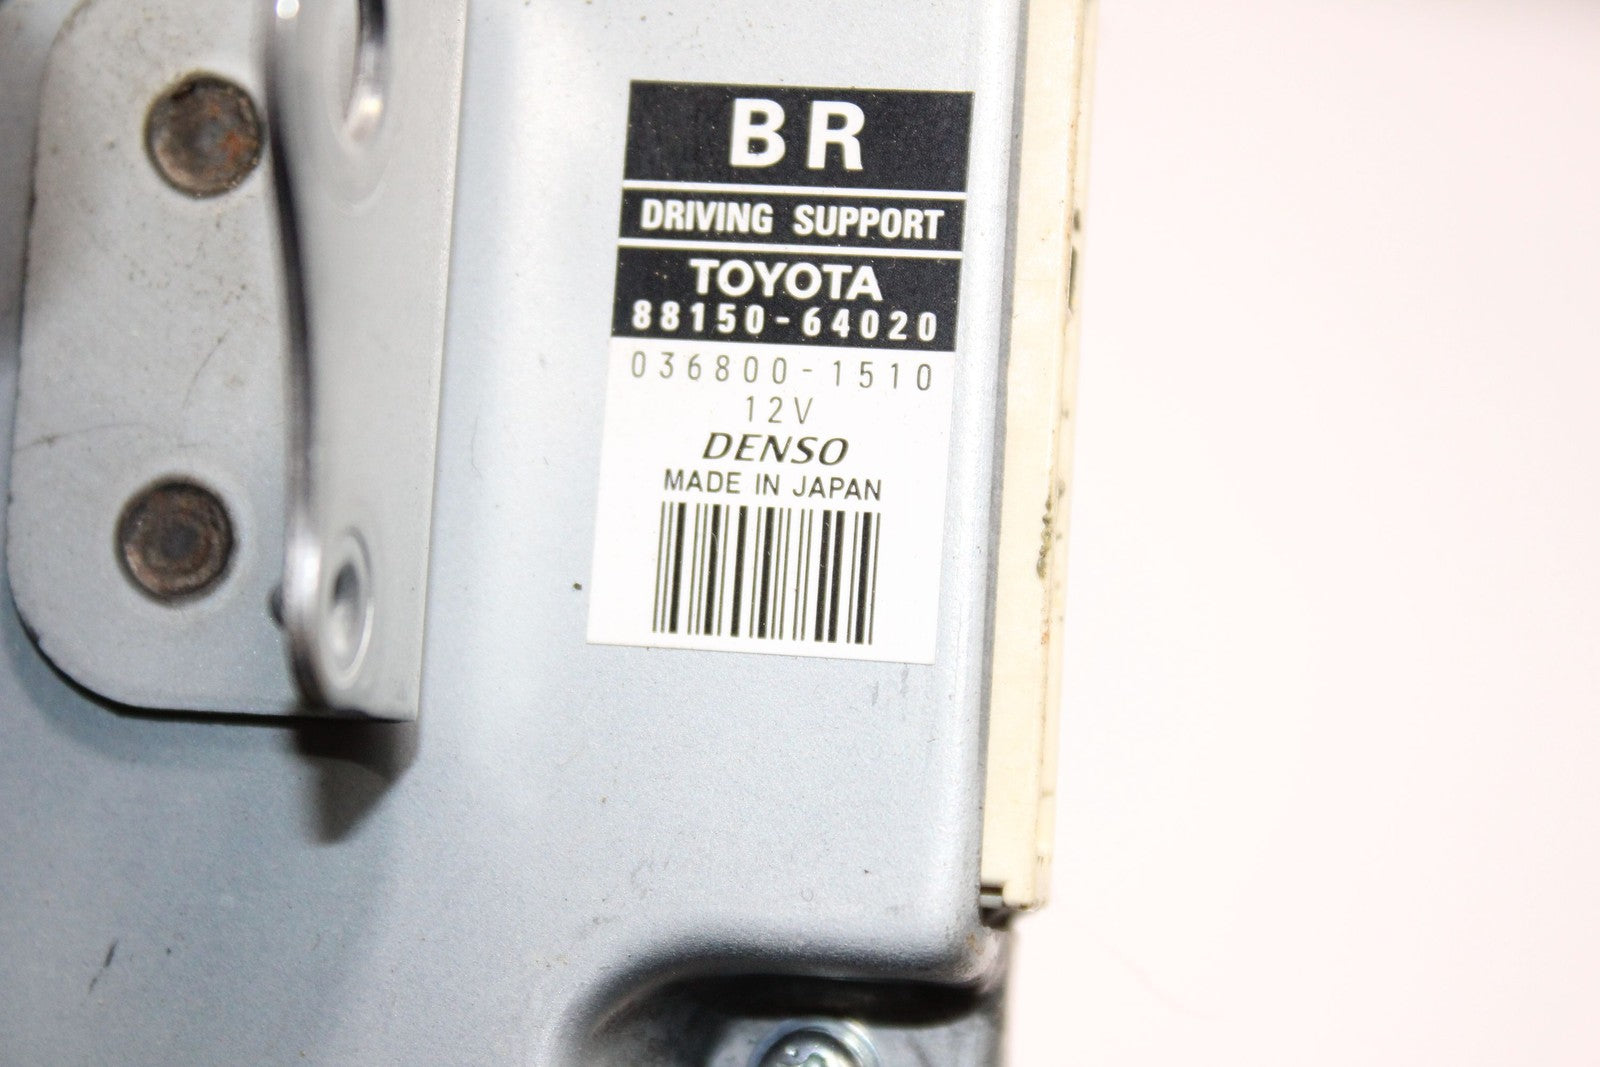 BR
DRIVING SUPPORT
TOYOTA
88150-64020
036800-1510
12V
DENSO
MADE IN JAPAN